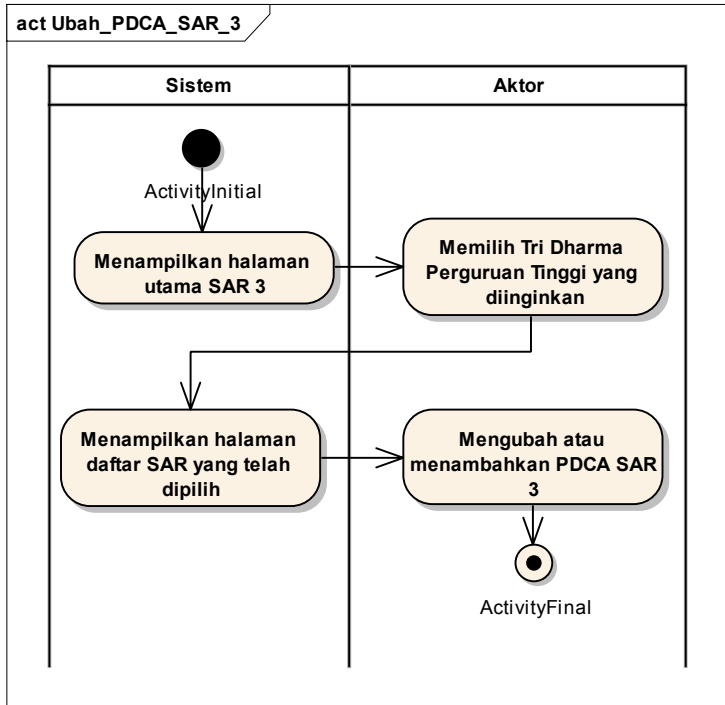 act Ubah_PDCA_SAR_3
Sistem
Aktor
ActivityInitial
Menampilkan halaman
utama SAR 3
Memilih Tri Dharma
Perguruan Tinggi yang
diinginkan
Menampilkan halaman
daftar SAR yang telah
dipilih
Mengubah atau
menambahkan PDCA SAR
3
ActivityFinal